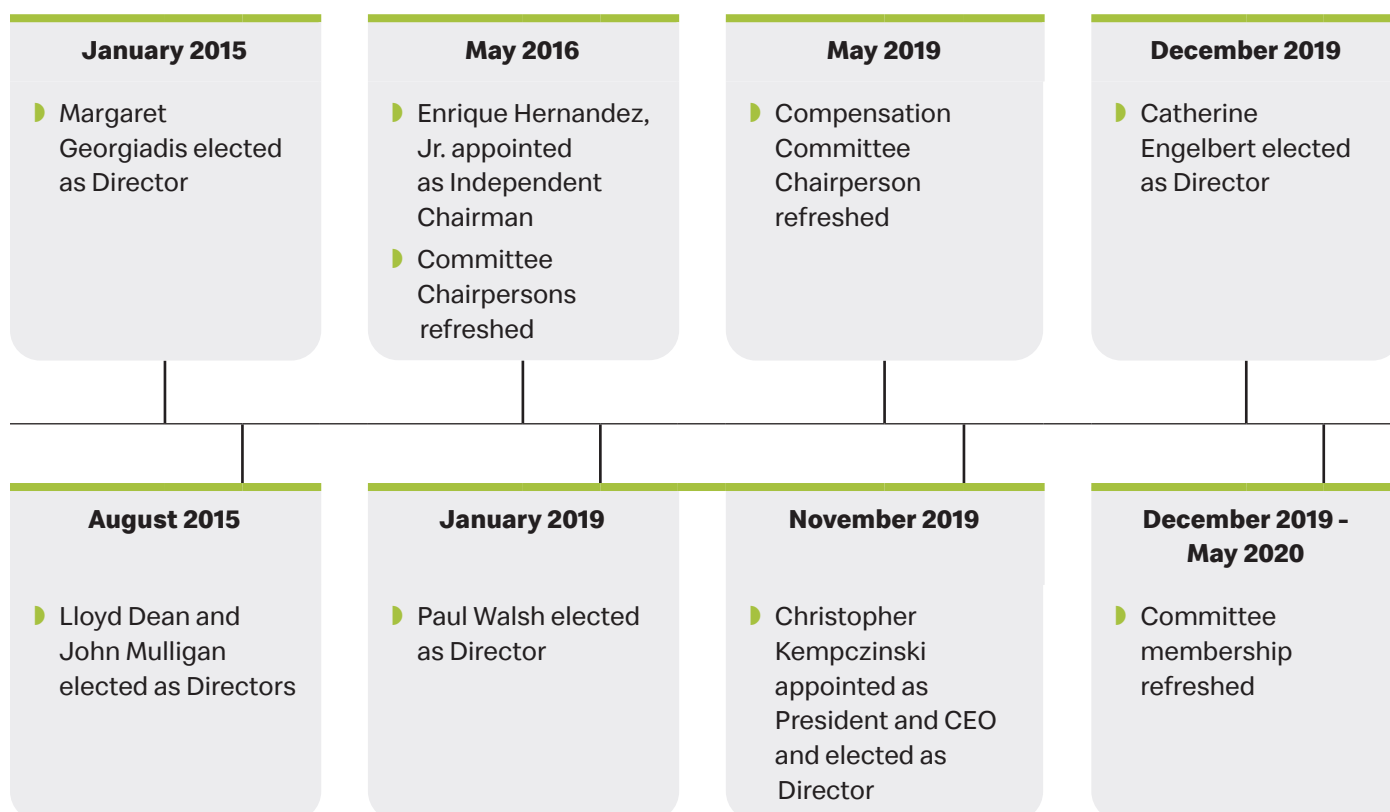 January 2015
Margaret
Georgiadis elected
as Director
May 2016
Enrique Hernandez,
Jr. appointed
as Independent
Chairman
Committee
Chairpersons
refreshed
May 2019
Compensation
Committee
Chairperson
refreshed
December 2019
Catherine
Engelbert elected
as Director
August 2015
Lloyd Dean and
John Mulligan
elected as Directors
January 2019
Paul Walsh elected
as Director
November 2019
Christopher
Kempczinski
appointed as
President and CEO
and elected as
Director
December 2019 –
May 2020
Committee
membership
refreshed